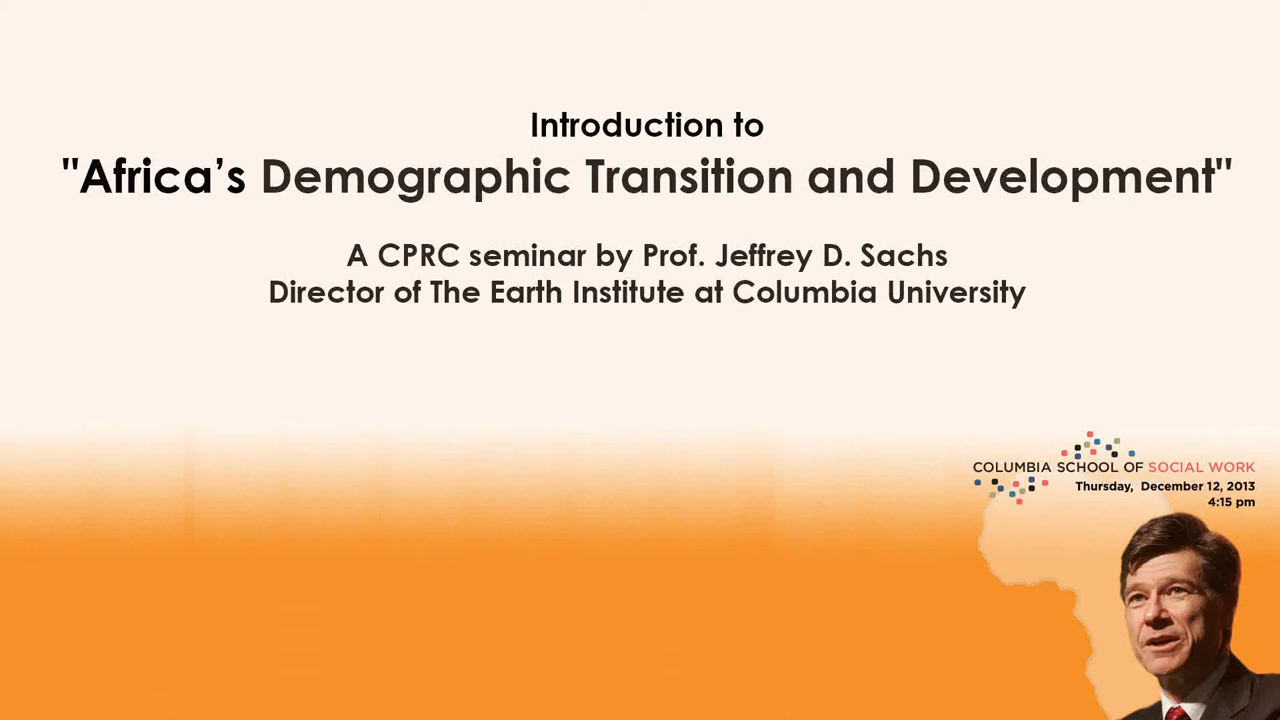 Introduction to
"Africa’s Demographic Transition and Development"
A CPRC seminar by Prof. Jeffrey D. Sachs
Director of The Earth Institute at Columbia University
COLUMBIA SCHOOL OF SOCIAL WORK
Thursday, December 12, 2013
4:15 pm